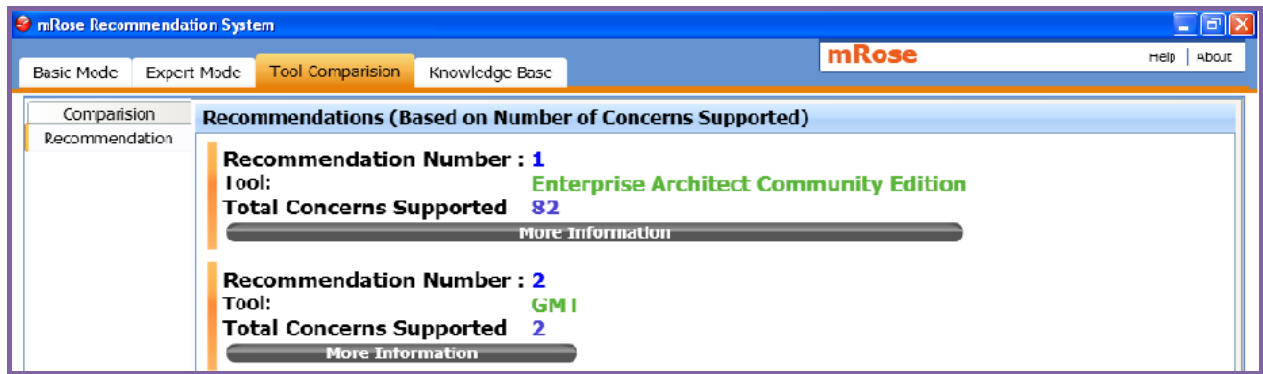 mRose Recommendation System
mRose
Help | About
Basic Mode Expert Mode Tool Comparision Knowledge Base
Comparision
Recommendation
Recommendations (Based on Number of Concerns Supported)
Recommendation Number : 1
Tool: Enterprise Architect Community Edition
Total Concerns Supported 82
More Information
Recommendation Number : 2
Tool: GMT
Total Concerns Supported 2
More Information